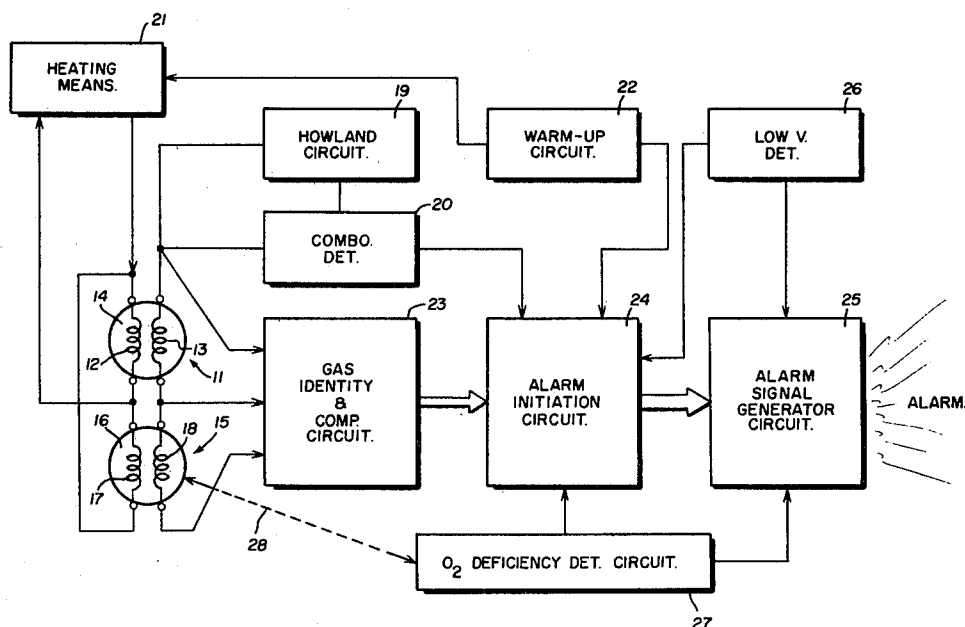 21
HEATING
MEANS.
19
HOWLAND
CIRCUIT.
22
WARM-UP
CIRCUIT.
26
LOW V.
DET.
20
COMBO.
DET.
14
12
13
11
23
GAS
IDENTITY
&
COMP.
CIRCUIT.
24
ALARM
INITIATION
CIRCUIT.
25
ALARM
SIGNAL
GENERATOR
CIRCUIT.
ALARM.
16
18
15
17
28
O2 DEFICIENCY DET. CIRCUIT.
27